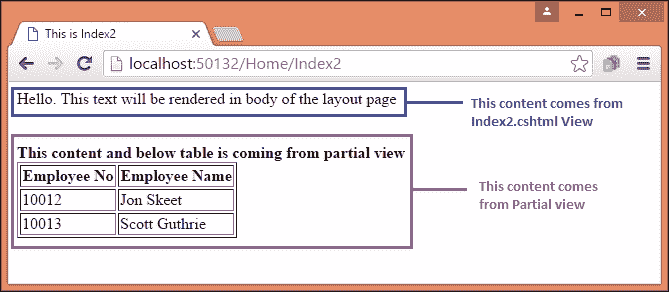 This is Index2
localhost:50132/Home/Index2
Hello. This text will be rendered in body of the layout page
This content comes from
Index2.cshtml View
This content and below table is coming from partial view
Employee No Employee Name
10012 Jon Skeet
10013 Scott Guthrie
This content comes
from Partial view